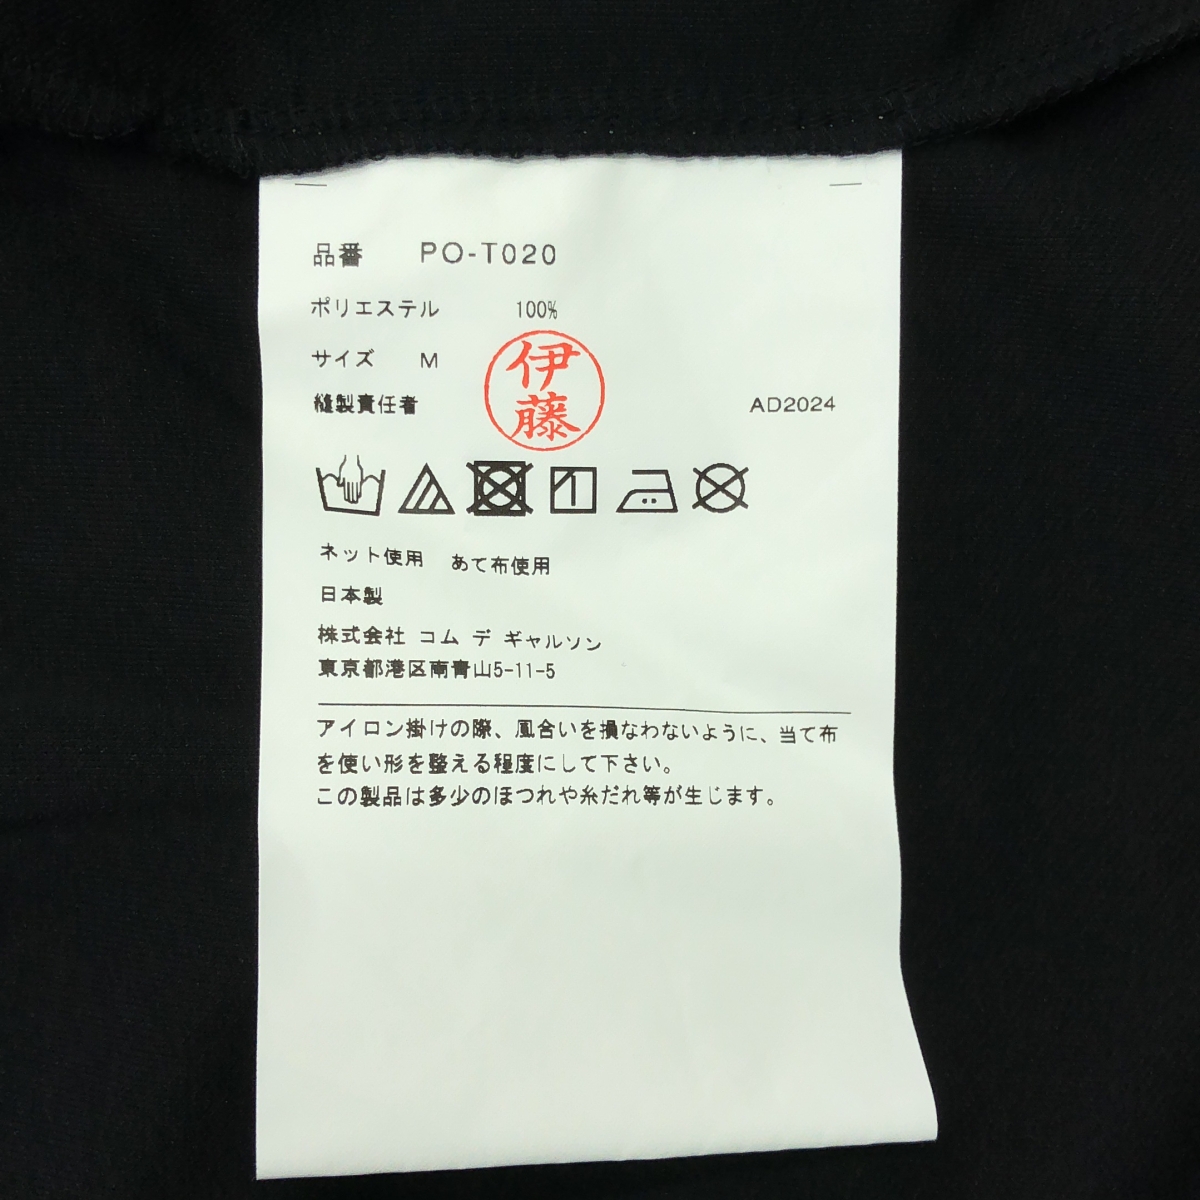 品番 PO-T020
ポリエステル 100%
サイズ M
伊藤
縫製責任者 AD2024
ネット使用 あて布使用
日本製
株式会社 コム デ ギャルソン
東京都港区南青山5-11-5
アイロン掛けの際、風合いを損なわないように、当て布
を使い形を整える程度にして下さい。
この製品は多少のほつれや糸だれ等が生じます。